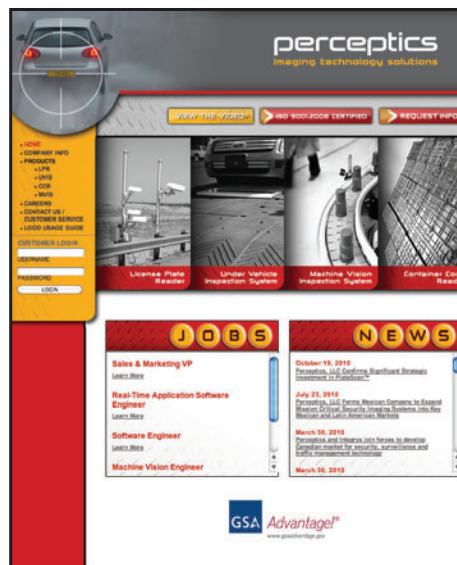 perceptics
imaging technology solutions
VIEW THE VIDEO
ISO 9001:2008 CERTIFIED
REQUEST INFO
HOME
COMPANY INFO
PRODUCTS
LPR
UVIS
CCR
MVIS
CAREERS
CONTACT US /
CUSTOMER SERVICE
LOGO USAGE GUIDE
CUSTOMER LOGIN
USERNAME
PASSWORD
LOGIN
License Plate
Reader
Under Vehicle
Inspection System
Machine Vision
Inspection System
Container Co
Read
JOBS
Sales & Marketing VP
Learn More
Real-Time Application Software
Engineer
Learn More
Software Engineer
Learn More
Machine Vision Engineer
NEWS
October 19, 2010
Perceptics, LLC Confirms Significant Strategic
Investment in PlateScan™
July 23, 2010
Perceptics, LLC Forms Mexican Company to Expand
Mission Critical Security Imaging Systems into Key
Mexican and Latin American Markets
March 30, 2010
Perceptics and Integrys join forces to develop
Canadian market for security, surveillance and
traffic management technology
March 30, 2010
GSA Advantage!®
www.gsaadvantage.gov